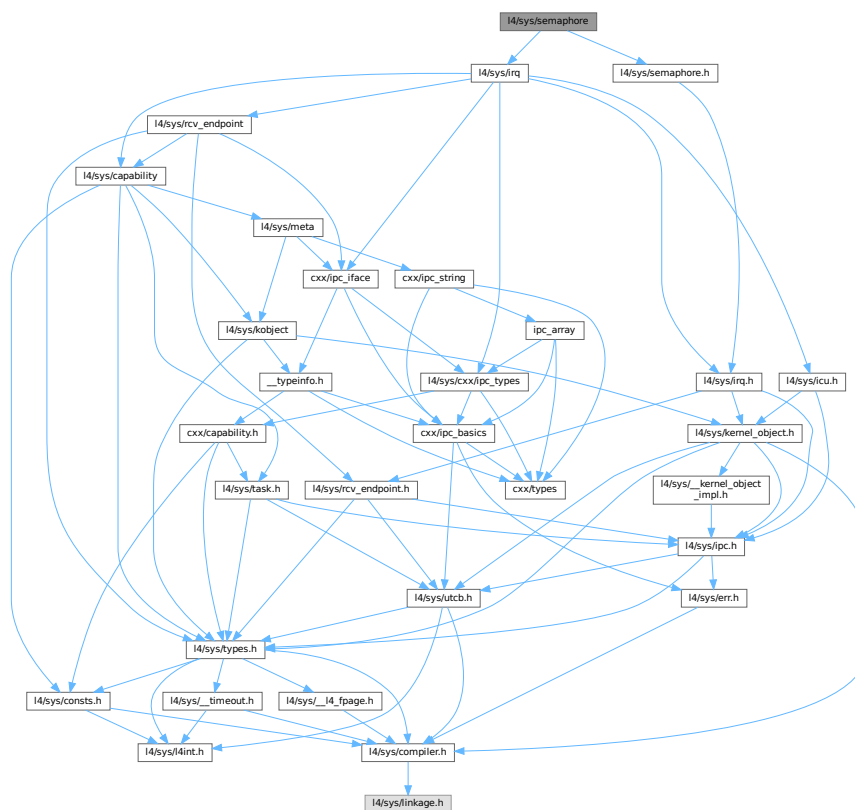 l4/sys/semaphore
l4/sys/irq
l4/sys/semaphore.h
l4/sys/rcv_endpoint
l4/sys/capability
l4/sys/meta
cxx/ipc_iface
cxx/ipc_string
l4/sys/kobject
ipc_array
__typeinfo.h
l4/sys/cxx/ipc_types
l4/sys/irq.h
l4/sys/icu.h
cxx/capability.h
cxx/ipc_basics
l4/sys/kernel_object.h
l4/sys/task.h
l4/sys/rcv_endpoint.h
cxx/types
l4/sys/__kernel_object
_impl.h
l4/sys/ipc.h
l4/sys/utcb.h
l4/sys/err.h
l4/sys/types.h
l4/sys/consts.h
l4/sys/__timeout.h
l4/sys/__l4_fpage.h
l4/sys/l4int.h
l4/sys/compiler.h
l4/sys/linkage.h